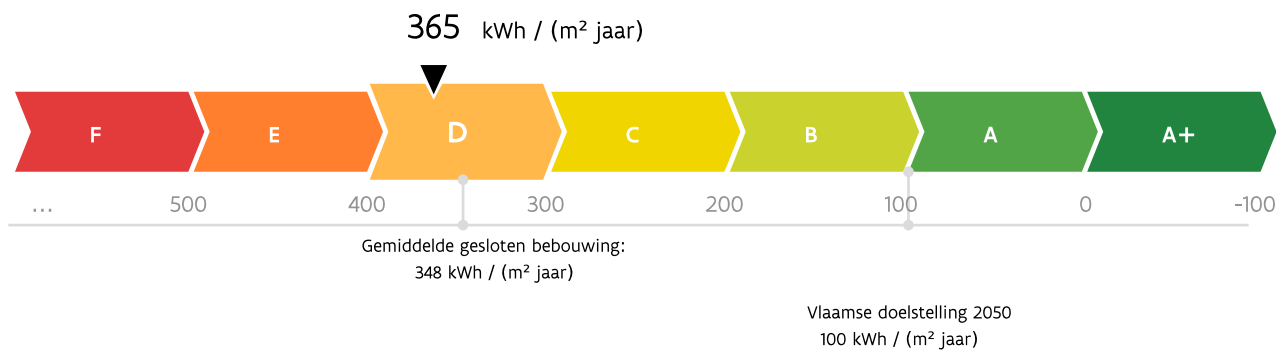 365 kWh / (m² jaar)
F E D C B A A+
... 500 400 300 200 100 0 -100
Gemiddelde gesloten bebouwing:
348 kWh / (m² jaar)
Vlaamse doelstelling 2050
100 kWh / (m² jaar)